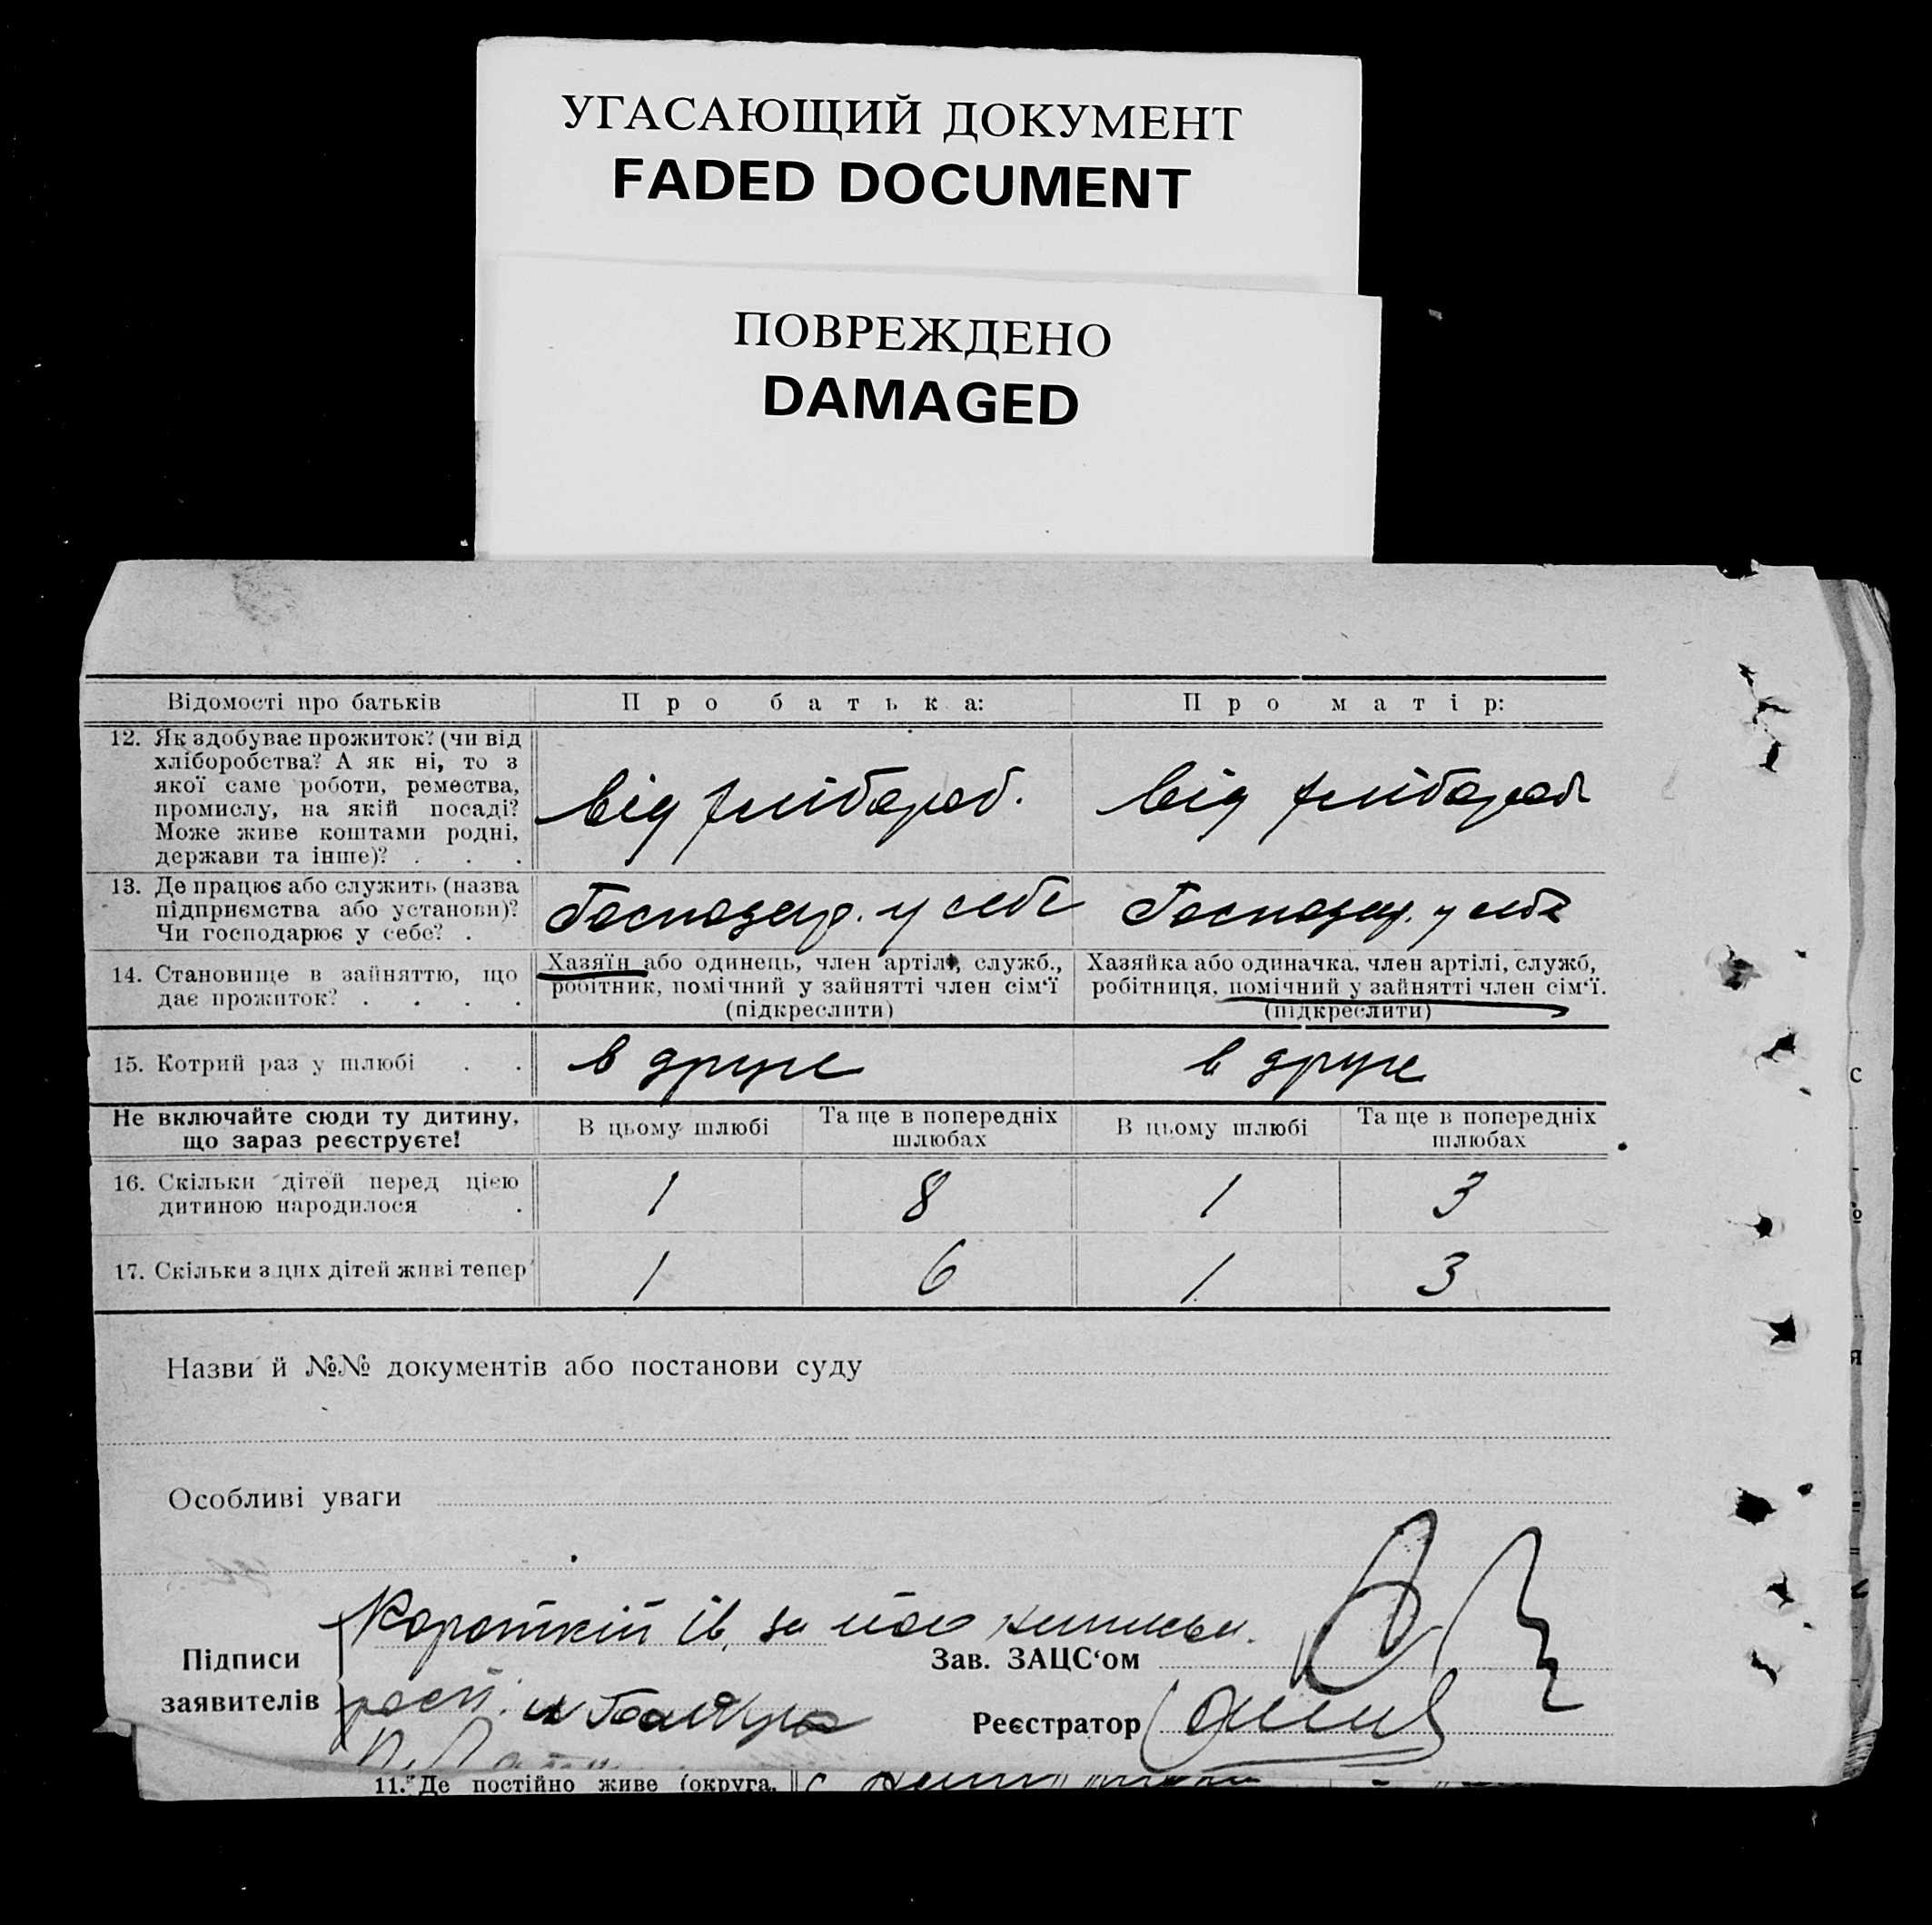 УГАСАЮЩИЙ ДОКУМЕНТ
FADED DOCUMENT
ПОВРЕЖДЕНО
DAMAGED
Відомості про батьків
Про батька:
Про матір:
12. Як здобуває прожиток? (чи від
хліборобства? А як ні, то з
якої саме роботи, ремества,
промислу, на якій посаді?
Може живе коштами родні,
держави та інше)? . . .
від хлібороб.
від хлібороб
13. Де працює або служить (назва
підприємства або установи)?
Чи господарює у себе? .
Господар. у себе
Господар. у себе
14. Становище в зайняттю, що
дає прожиток? . . . .
Хазяїн або одинець, член артілі, служб.,
робітник, помічний у зайнятті член сім‘ї
(підкреслити)
Хазяйка або одиначка, член артілі, служб,
робітниця, помічний у зайнятті член сім‘ї.
(підкреслити)
15. Котрий раз у шлюбі . .
в друге
в друге
Не включайте сюди ту дитину,
що зараз реєструєте!
В цьому шлюбі
Та ще в попередніх
шлюбах
В цьому шлюбі
Та ще в попередніх
шлюбах
16. Скільки дітей перед цією
дитиною народилося .
1 8 1 3
17. Скільки з цих дітей живі тепер
1 6 1 3
Назви й №№ документів або постанови суду
Особливі уваги
Підписи
заявителів
Короткий Ів, за
Зав. ЗАЦС‘ом
Реєстратор
11. Де постійно живе (округа,